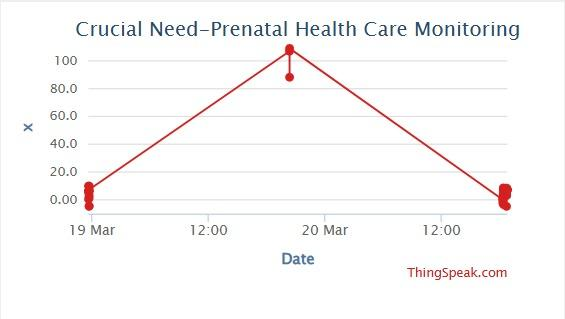 Crucial Need-Prenatal Health Care Monitoring
100
80.0
60.0
40.0
20.0
0.00
x
19 Mar
12:00
20 Mar
12:00
Date
ThingSpeak.com